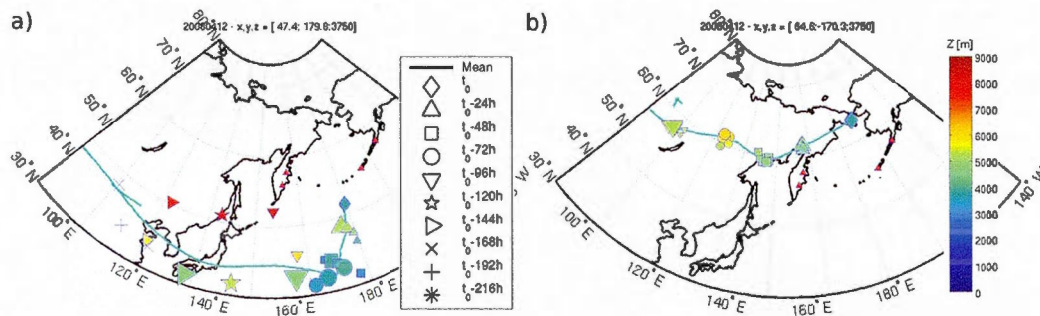 a)
20080412 - x,y,z = [ 47.4; 179.8;3750]
80°N
70°N
60°N
50°N
40°N
30°N
100°E
120°E
140°E
160°E
180°E
Mean
t0
t0-24h
t0-48h
t0-72h
t0-96h
t0-120h
t0-144h
t0-168h
t0-192h
t0-216h
°W
b)
20080412 - x,y,z = [ 64.6;-170.3;3750]
80°N
70°N
60°N
50°N
40°N
30°N
100°E
120°E
140°E
160°E
180°E
140°W
Z [m]
9000
8000
7000
6000
5000
4000
3000
2000
1000
0